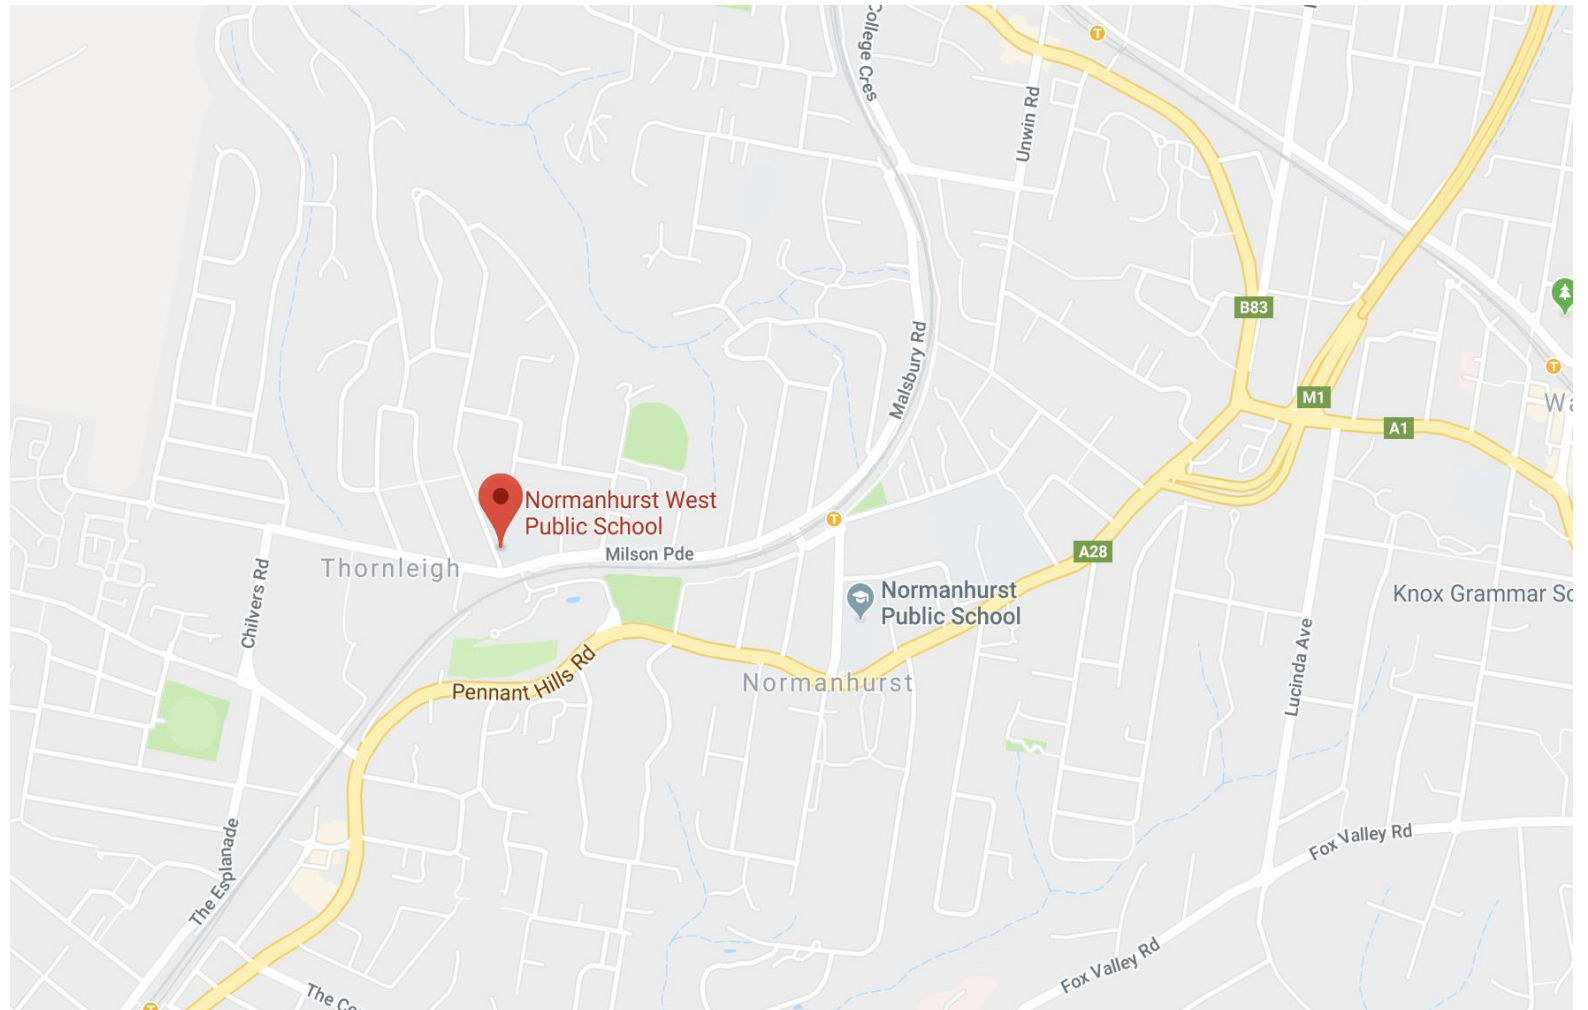 College Cres
T
Unwin Rd
B83
Malsbury Rd
T
M1
A1
Normanhurst West
Public School
T
Milson Pde
Thornleigh
A28
Chilvers Rd
Normanhurst
Public School
Knox Grammar
Pennant Hills Rd
Normanhurst
Lucinda Ave
Fox Valley Rd
The Esplanade
Fox Valley Rd
The
T